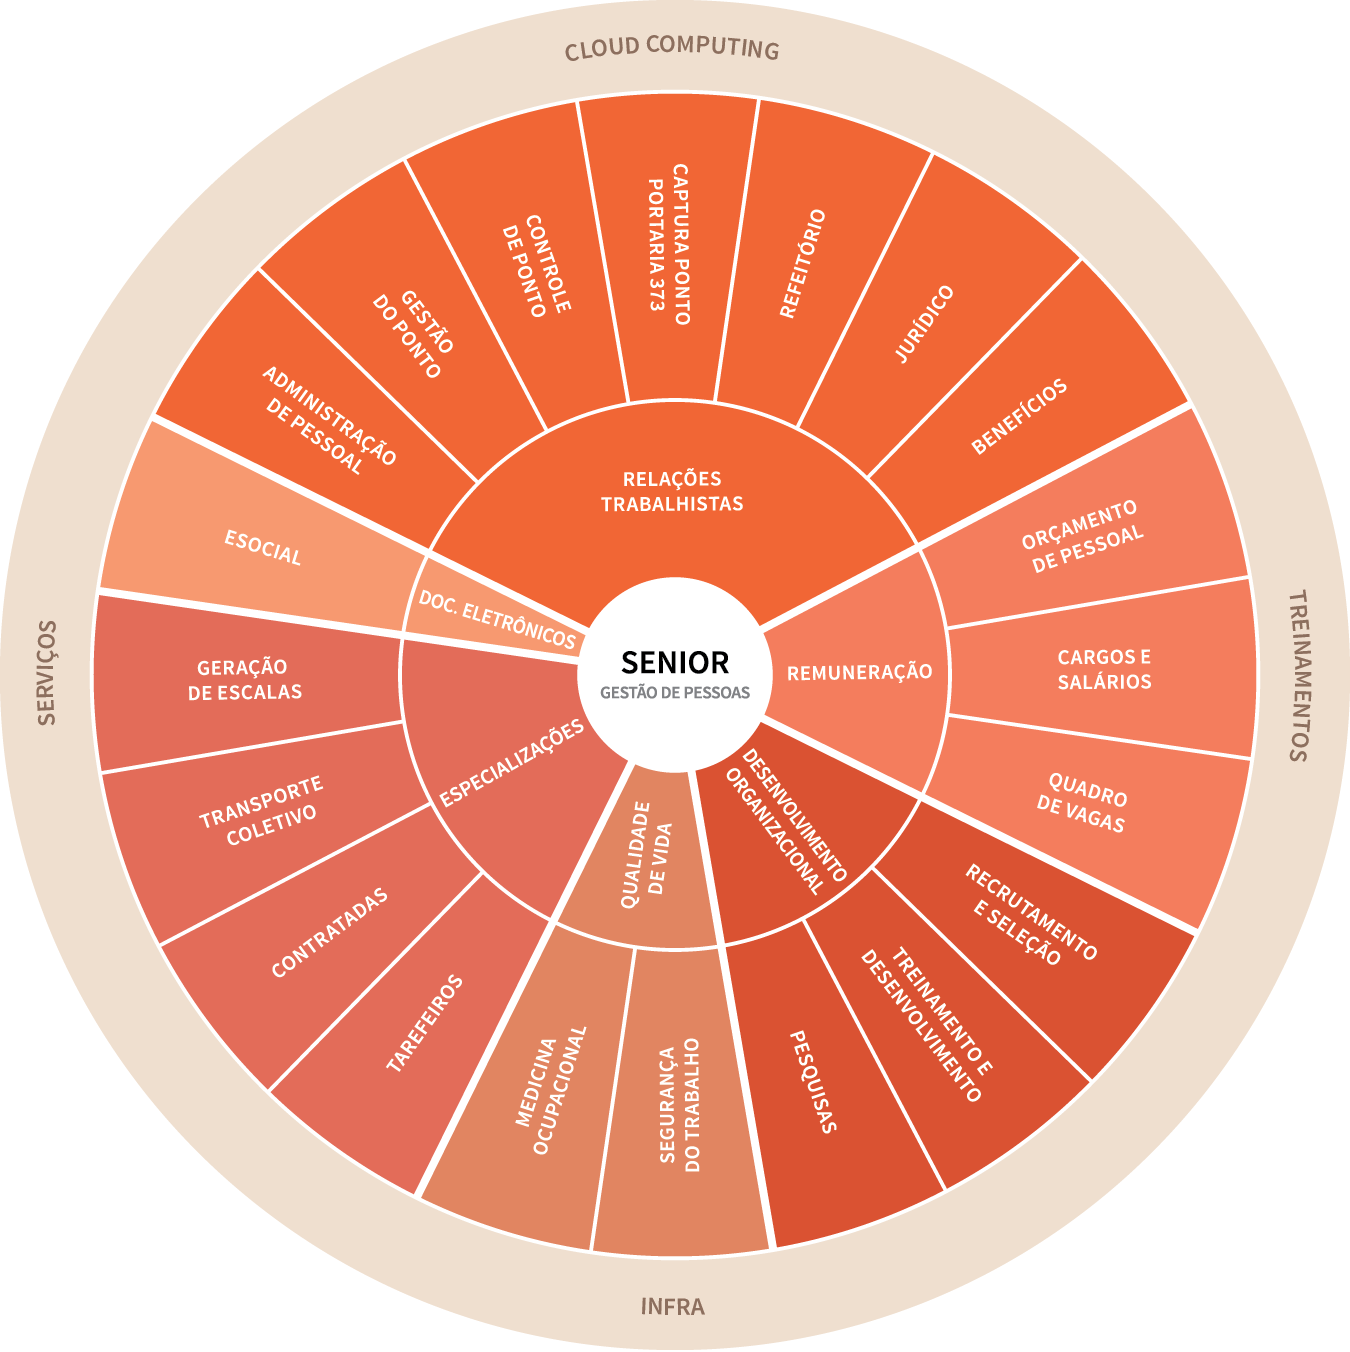 CLOUD COMPUTING
TREINAMENTOS
INFRA
SERVIÇOS
SENIOR
GESTÃO DE PESSOAS
RELAÇÕES
TRABALHISTAS
ADMINISTRAÇÃO
DE PESSOAL
GESTÃO
DO PONTO
CONTROLE
DE PONTO
CAPTURA PONTO
PORTARIA 373
REFEITÓRIO
JURÍDICO
BENEFÍCIOS
REMUNERAÇÃO
ORÇAMENTO
DE PESSOAL
CARGOS E
SALÁRIOS
QUADRO
DE VAGAS
DESENVOLVIMENTO
ORGANIZACIONAL
RECRUTAMENTO
E SELEÇÃO
TREINAMENTO E
DESENVOLVIMENTO
PESQUISAS
QUALIDADE
DE VIDA
SEGURANÇA
DO TRABALHO
MEDICINA
OCUPACIONAL
ESPECIALIZAÇÕES
TAREFEIROS
CONTRATADAS
TRANSPORTE
COLETIVO
GERAÇÃO
DE ESCALAS
DOC. ELETRÔNICOS
ESOCIAL